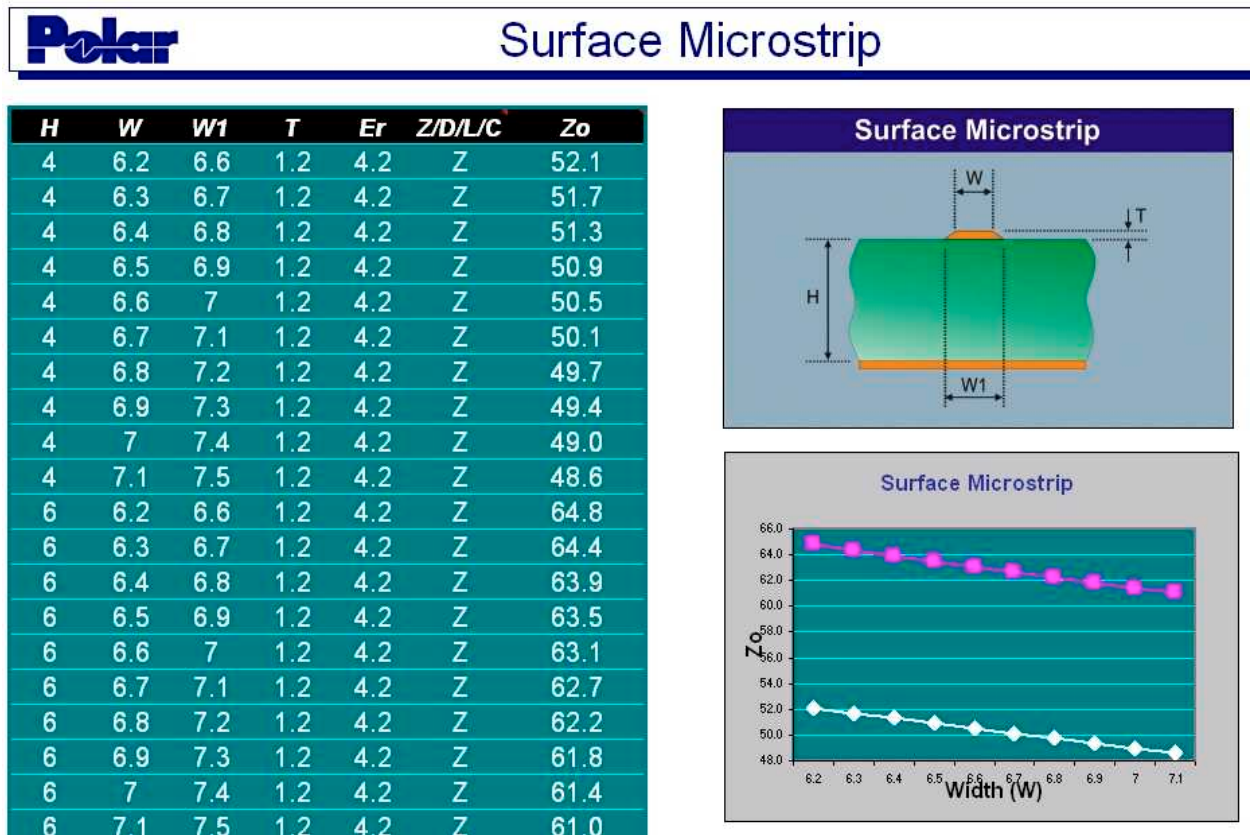 Polar
Surface Microstrip
H W W1 T Er Z/D/L/C Zo
4 6.2 6.6 1.2 4.2 Z 52.1
4 6.3 6.7 1.2 4.2 Z 51.7
4 6.4 6.8 1.2 4.2 Z 51.3
4 6.5 6.9 1.2 4.2 Z 50.9
4 6.6 7 1.2 4.2 Z 50.5
4 6.7 7.1 1.2 4.2 Z 50.1
4 6.8 7.2 1.2 4.2 Z 49.7
4 6.9 7.3 1.2 4.2 Z 49.4
4 7 7.4 1.2 4.2 Z 49.0
4 7.1 7.5 1.2 4.2 Z 48.6
6 6.2 6.6 1.2 4.2 Z 64.8
6 6.3 6.7 1.2 4.2 Z 64.4
6 6.4 6.8 1.2 4.2 Z 63.9
6 6.5 6.9 1.2 4.2 Z 63.5
6 6.6 7 1.2 4.2 Z 63.1
6 6.7 7.1 1.2 4.2 Z 62.7
6 6.8 7.2 1.2 4.2 Z 62.2
6 6.9 7.3 1.2 4.2 Z 61.8
6 7 7.4 1.2 4.2 Z 61.4
6 7.1 7.5 1.2 4.2 Z 61.0
Surface Microstrip
W
T
H
W1
Surface Microstrip
66.0
64.0
62.0
60.0
58.0
56.0
54.0
52.0
50.0
48.0
Zo
6.2 6.3 6.4 6.5 6.6 6.7 6.8 6.9 7 7.1
Width (W)